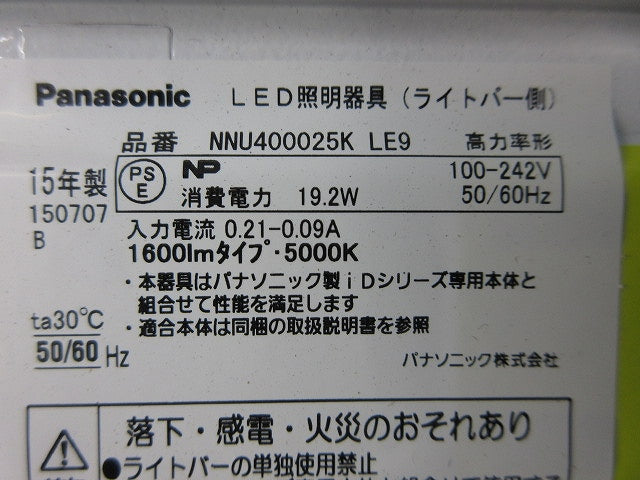 Panasonic LED照明器具(ライトバー側)
品番 NNU400025K LE9 高力率形
15年製
150707
B
PS
E
NP 100-242V
消費電力 19.2W 50/60Hz
入力電流 0.21-0.09A
1600lmタイプ・5000K
・本器具はパナソニック製iDシリーズ専用本体と
組合せて性能を満足します
・適合本体は同梱の取扱説明書を参照
ta30℃
50/60 Hz
パナソニック株式会社
落下・感電・火災のおそれあり
●ライトバーの単独使用禁止